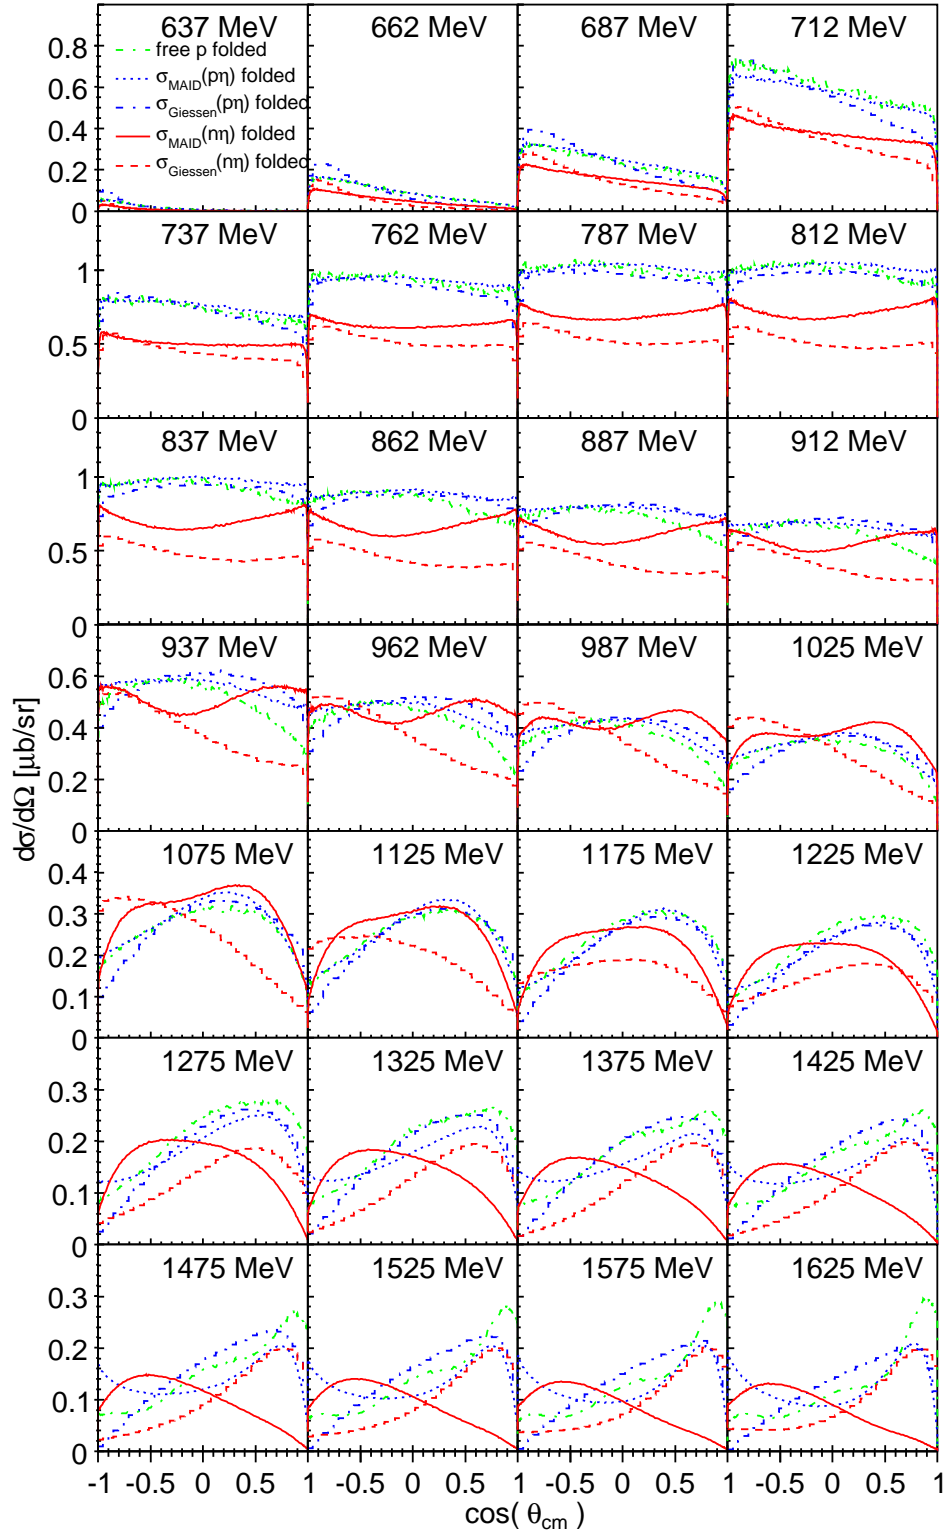 637 MeV 662 MeV 687 MeV 712 MeV
0.8
free p folded
σMAID(pη) folded
0.6
σGiessen(pη) folded
0.4
σMAID(nη) folded
0.2
σGiessen(nη) folded
0
737 MeV 762 MeV 787 MeV 812 MeV
1
0.5
0
837 MeV 862 MeV 887 MeV 912 MeV
1
0.5
0
937 MeV 962 MeV 987 MeV 1025 MeV
0.6
0.4
0.2
0
dσ/dΩ [μb/sr]
1075 MeV 1125 MeV 1175 MeV 1225 MeV
0.4
0.3
0.2
0.1
0
1275 MeV 1325 MeV 1375 MeV 1425 MeV
0.3
0.2
0.1
0
1475 MeV 1525 MeV 1575 MeV 1625 MeV
0.3
0.2
0.1
0
-1 -0.5 0 0.5 1 -0.5 0 0.5 1 -0.5 0 0.5 1 -0.5 0 0.5 1
cos( θcm )